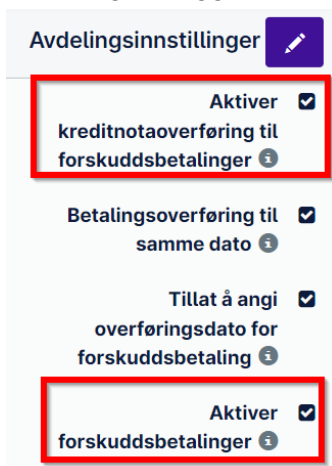 Avdelingsinnstillinger
Aktiver
kreditnotaoverføring til
forskuddsbetalinger
Betalingsoverføring til
samme dato
Tillat å angi
overføringsdato for
forskuddsbetaling
Aktiver
forskuddsbetalinger